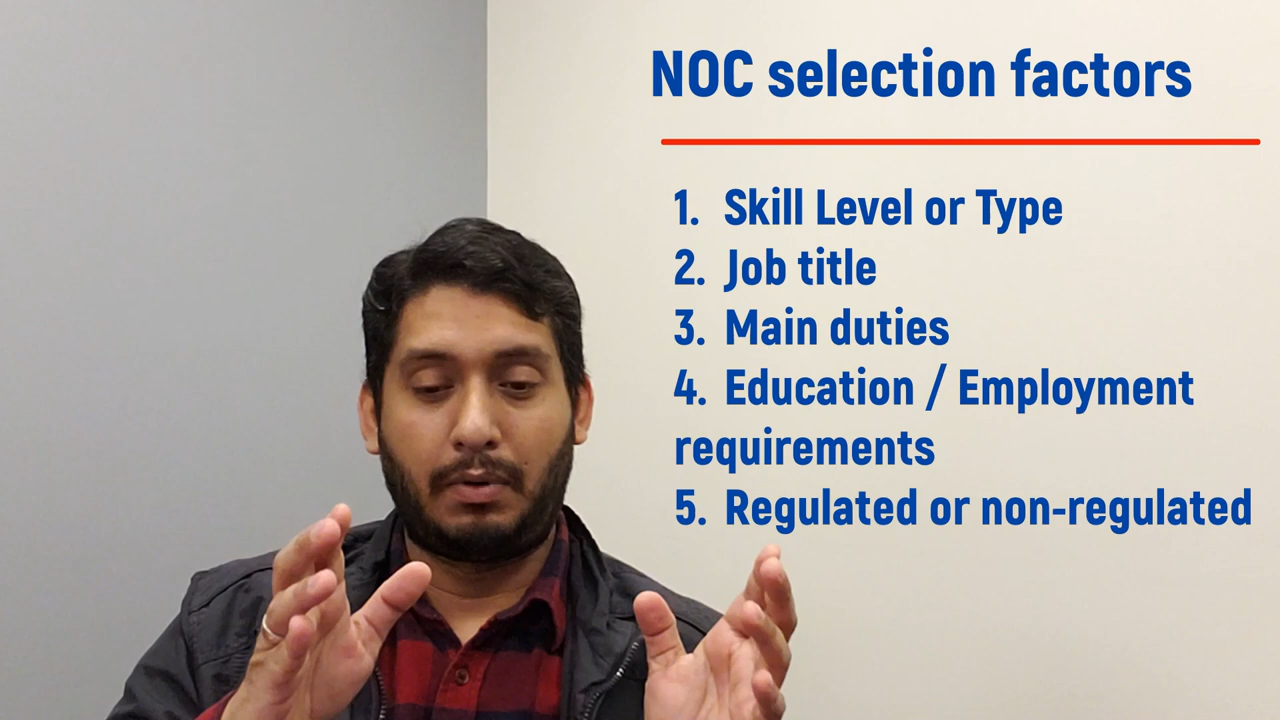 NOC selection factors
1. Skill Level or Type
2. Job title
3. Main duties
4. Education / Employment
requirements
5. Regulated or non-regulated